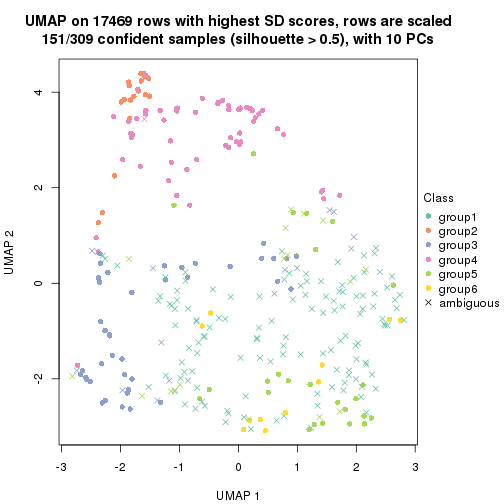 UMAP on 17469 rows with highest SD scores, rows are scaled
151/309 confident samples (silhouette > 0.5), with 10 PCs
UMAP 2
4
2
0
-2
-3 -2 -1 0 1 2 3
UMAP 1
Class
group1
group2
group3
group4
group5
group6
ambiguous